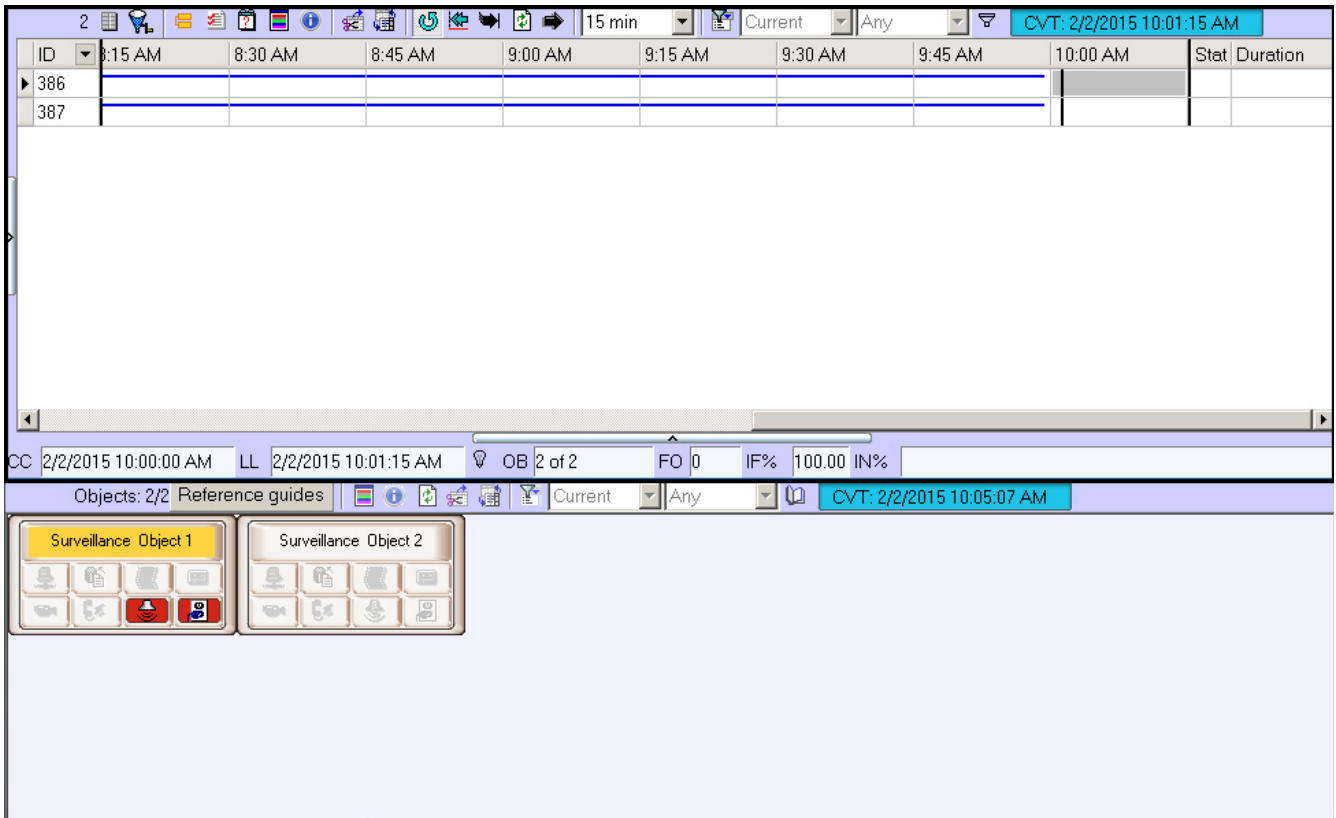 2 15 min Current Any CVT: 2/2/2015 10:01:15 AM
ID 8:15 AM 8:30 AM 8:45 AM 9:00 AM 9:15 AM 9:30 AM 9:45 AM 10:00 AM Stat Duration
386
387
CC 2/2/2015 10:00:00 AM LL 2/2/2015 10:01:15 AM OB 2 of 2 FO 0 IF% 100.00 IN%
Objects: 2/2 Reference guides Current Any CVT: 2/2/2015 10:05:07 AM
Surveillance Object 1 Surveillance Object 2